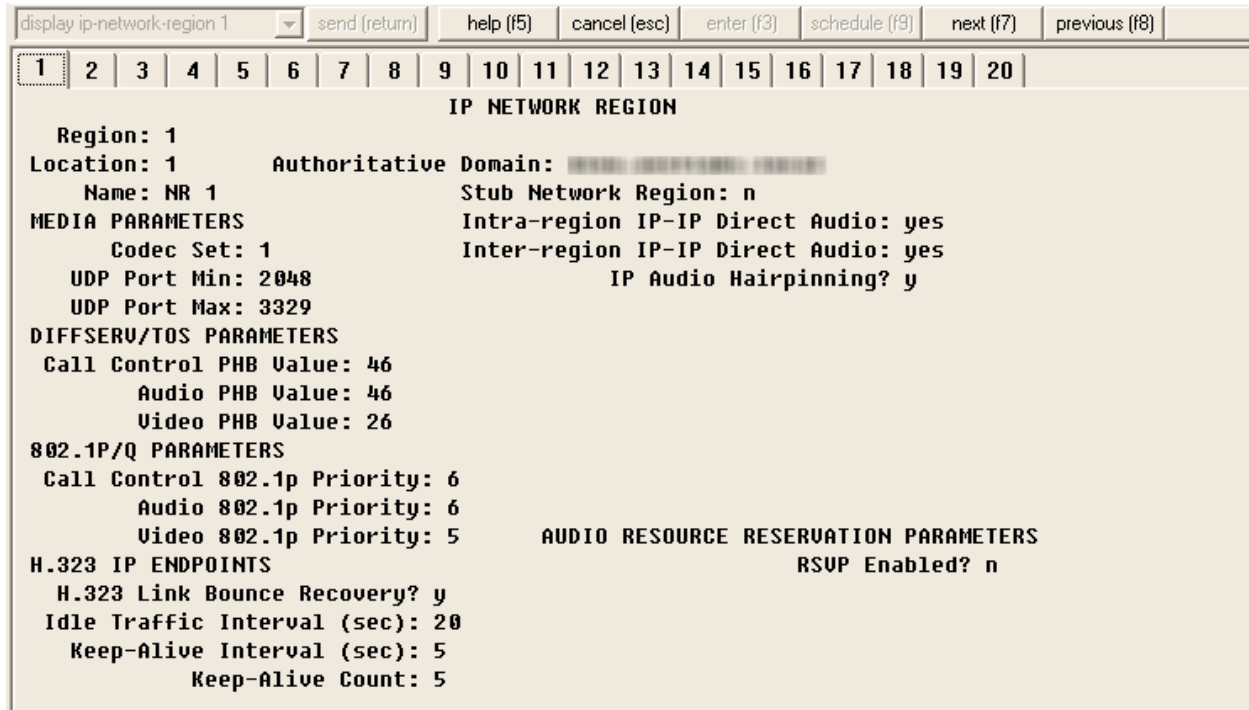 display ip-network-region 1 send (return) help (f5) cancel (esc) enter (f3) schedule (f9) next (f7) previous (f8)
1 2 3 4 5 6 7 8 9 10 11 12 13 14 15 16 17 18 19 20
IP NETWORK REGION
Region: 1
Location: 1 Authoritative Domain:
Name: NR 1 Stub Network Region: n
MEDIA PARAMETERS Intra-region IP-IP Direct Audio: yes
Codec Set: 1 Inter-region IP-IP Direct Audio: yes
UDP Port Min: 2048 IP Audio Hairpinning? y
UDP Port Max: 3329
DIFFSERV/TOS PARAMETERS
Call Control PHB Value: 46
Audio PHB Value: 46
Video PHB Value: 26
802.1P/Q PARAMETERS
Call Control 802.1p Priority: 6
Audio 802.1p Priority: 6
Video 802.1p Priority: 5 AUDIO RESOURCE RESERVATION PARAMETERS
H.323 IP ENDPOINTS RSVP Enabled? n
H.323 Link Bounce Recovery? y
Idle Traffic Interval (sec): 20
Keep-Alive Interval (sec): 5
Keep-Alive Count: 5